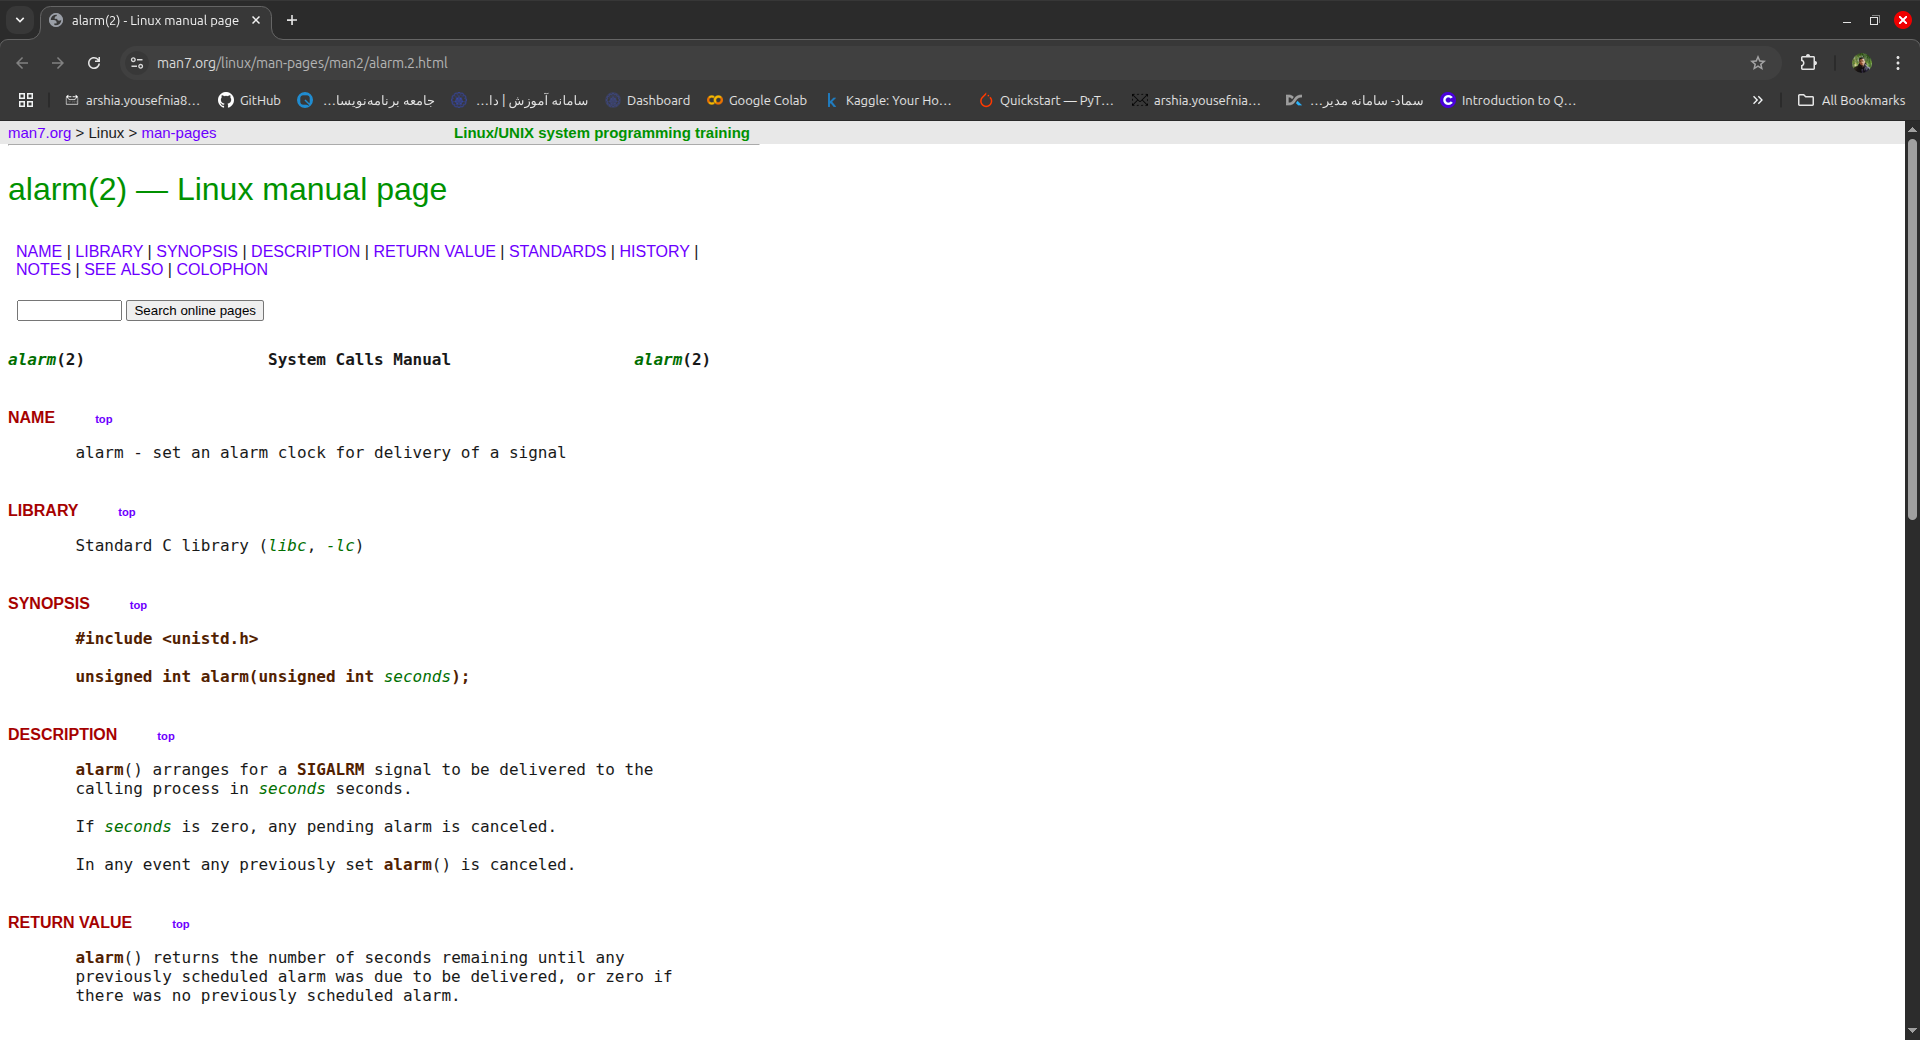 alarm(2) - Linux manual page
man7.org/linux/man-pages/man2/alarm.2.html
arshia.yousefnia8...
GitHub
جامعه برنامه‌نویسا...
سامانه آموزش | دا...
Dashboard
Google Colab
Kaggle: Your Ho...
Quickstart — PyT...
arshia.yousefnia...
سماد- سامانه مدیر...
Introduction to Q...
All Bookmarks
man7.org > Linux > man-pages
Linux/UNIX system programming training
alarm(2) — Linux manual page
NAME | LIBRARY | SYNOPSIS | DESCRIPTION | RETURN VALUE | STANDARDS | HISTORY |
NOTES | SEE ALSO | COLOPHON
Search online pages
alarm(2) System Calls Manual alarm(2)
NAME top
alarm - set an alarm clock for delivery of a signal
LIBRARY top
Standard C library (libc, -lc)
SYNOPSIS top
#include <unistd.h>
unsigned int alarm(unsigned int seconds);
DESCRIPTION top
alarm() arranges for a SIGALRM signal to be delivered to the
calling process in seconds seconds.
If seconds is zero, any pending alarm is canceled.
In any event any previously set alarm() is canceled.
RETURN VALUE top
alarm() returns the number of seconds remaining until any
previously scheduled alarm was due to be delivered, or zero if
there was no previously scheduled alarm.